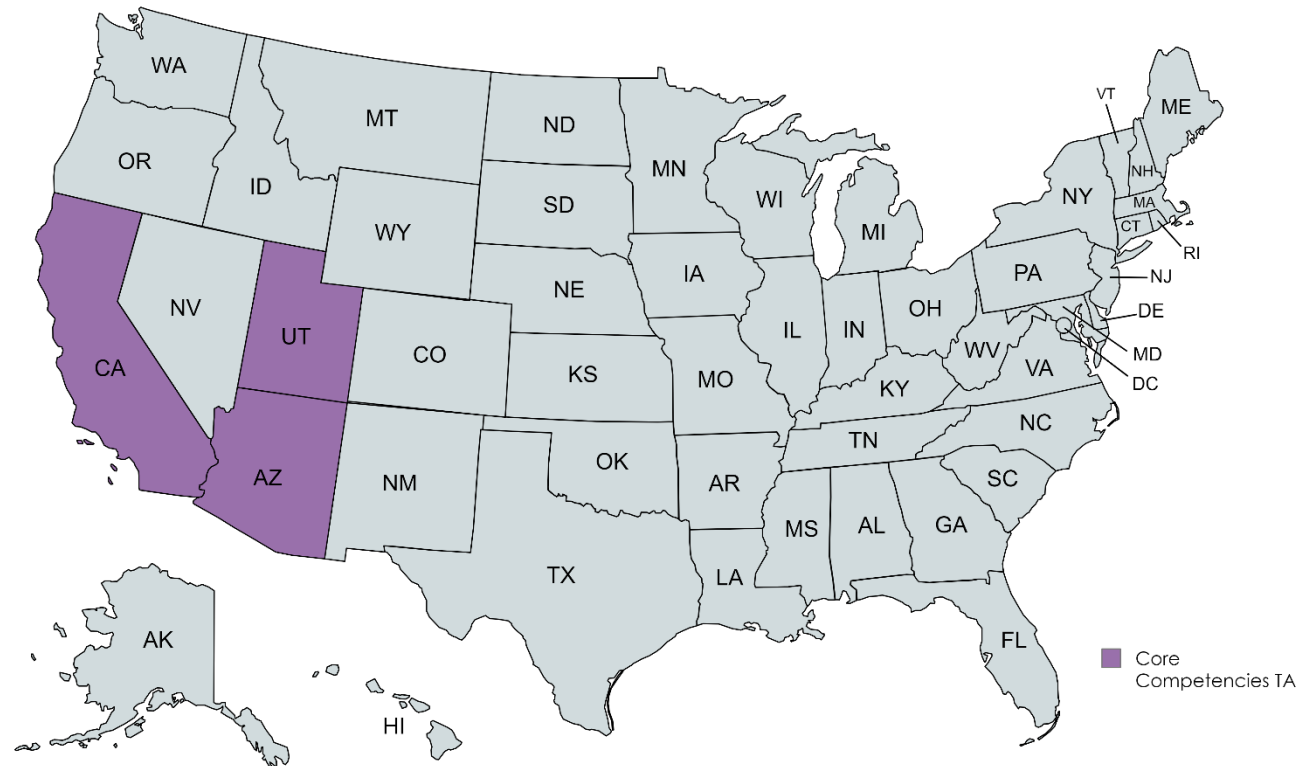 WA
MT
ND
MN
VT
ME
OR
ID
SD
WI
NH
NY
MA
WY
MI
CT
RI
IA
PA
NJ
NE
OH
NV
IL
IN
DE
UT
CO
WV
MD
CA
KS
MO
VA
DC
KY
NC
TN
OK
AZ
NM
AR
SC
MS
AL
GA
TX
LA
AK
FL
HI
Core
Competencies TA